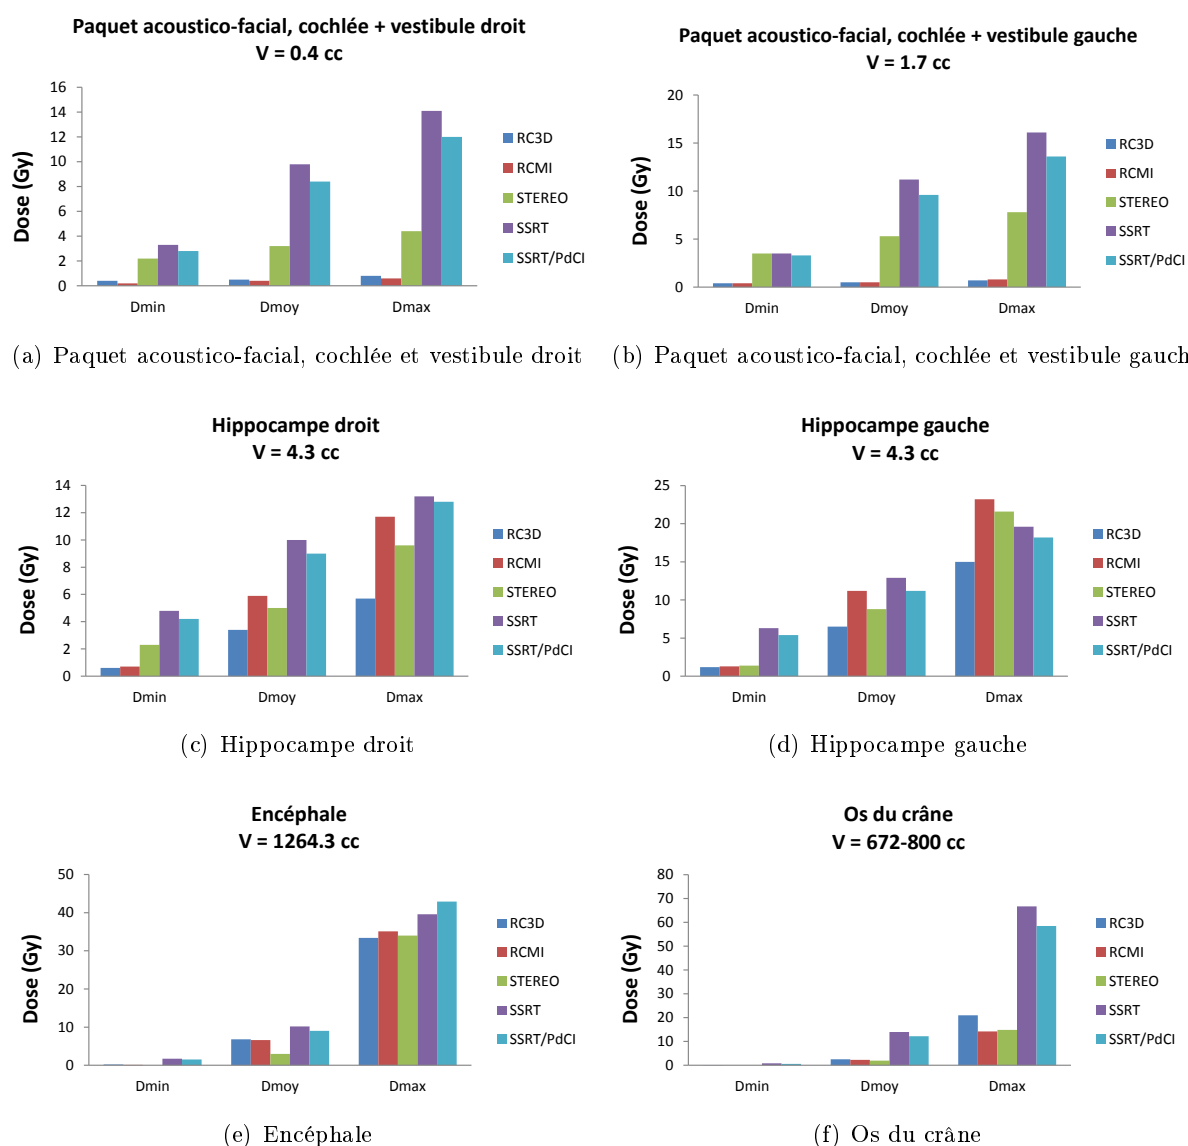 Paquet acoustico-facial, cochlée + vestibule droit
V = 0.4 cc
Dose (Gy)
16
14
12
10
8
6
4
2
0
Dmin
Dmoy
Dmax
RC3D
RCMI
STEREO
SSRT
SSRT/PdCI
(a) Paquet acoustico-facial, cochlée et vestibule droit
Paquet acoustico-facial, cochlée + vestibule gauche
V = 1.7 cc
Dose (Gy)
20
15
10
5
0
Dmin
Dmoy
Dmax
RC3D
RCMI
STEREO
SSRT
SSRT/PdCI
(b) Paquet acoustico-facial, cochlée et vestibule gauch
Hippocampe droit
V = 4.3 cc
Dose (Gy)
14
12
10
8
6
4
2
0
Dmin
Dmoy
Dmax
RC3D
RCMI
STEREO
SSRT
SSRT/PdCI
(c) Hippocampe droit
Hippocampe gauche
V = 4.3 cc
Dose (Gy)
25
20
15
10
5
0
Dmin
Dmoy
Dmax
RC3D
RCMI
STEREO
SSRT
SSRT/PdCI
(d) Hippocampe gauche
Encéphale
V = 1264.3 cc
Dose (Gy)
50
40
30
20
10
0
Dmin
Dmoy
Dmax
RC3D
RCMI
STEREO
SSRT
SSRT/PdCI
(e) Encéphale
Os du crâne
V = 672-800 cc
Dose (Gy)
80
70
60
50
40
30
20
10
0
Dmin
Dmoy
Dmax
RC3D
RCMI
STEREO
SSRT
SSRT/PdCI
(f) Os du crâne